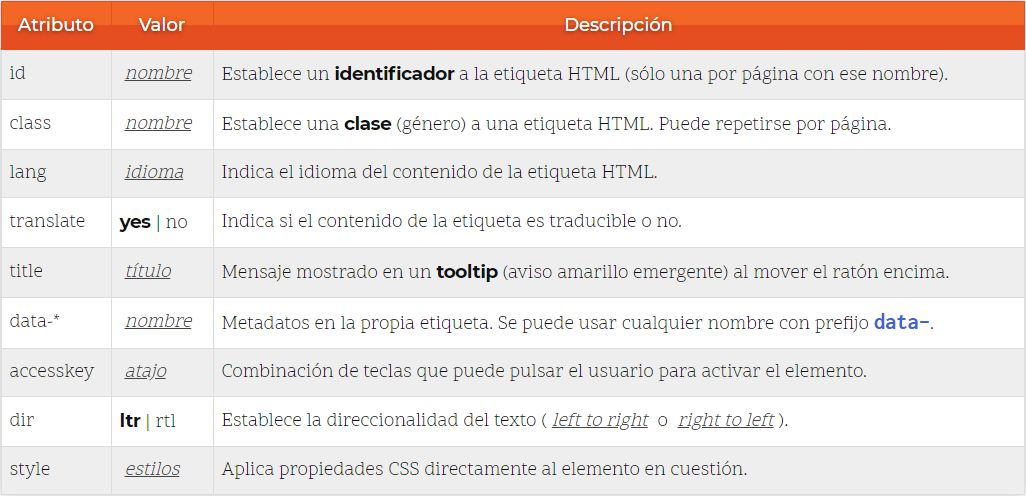 Atributo Valor Descripción
id nombre Establece un identificador a la etiqueta HTML (sólo una por página con ese nombre).
class nombre Establece una clase (género) a una etiqueta HTML. Puede repetirse por página.
lang idioma Indica el idioma del contenido de la etiqueta HTML.
translate yes | no Indica si el contenido de la etiqueta es traducible o no.
title título Mensaje mostrado en un tooltip (aviso amarillo emergente) al mover el ratón encima.
data-* nombre Metadatos en la propia etiqueta. Se puede usar cualquier nombre con prefijo data-.
accesskey atajo Combinación de teclas que puede pulsar el usuario para activar el elemento.
dir ltr | rtl Establece la direccionalidad del texto ( left to right o right to left ).
style estilos Aplica propiedades CSS directamente al elemento en cuestión.